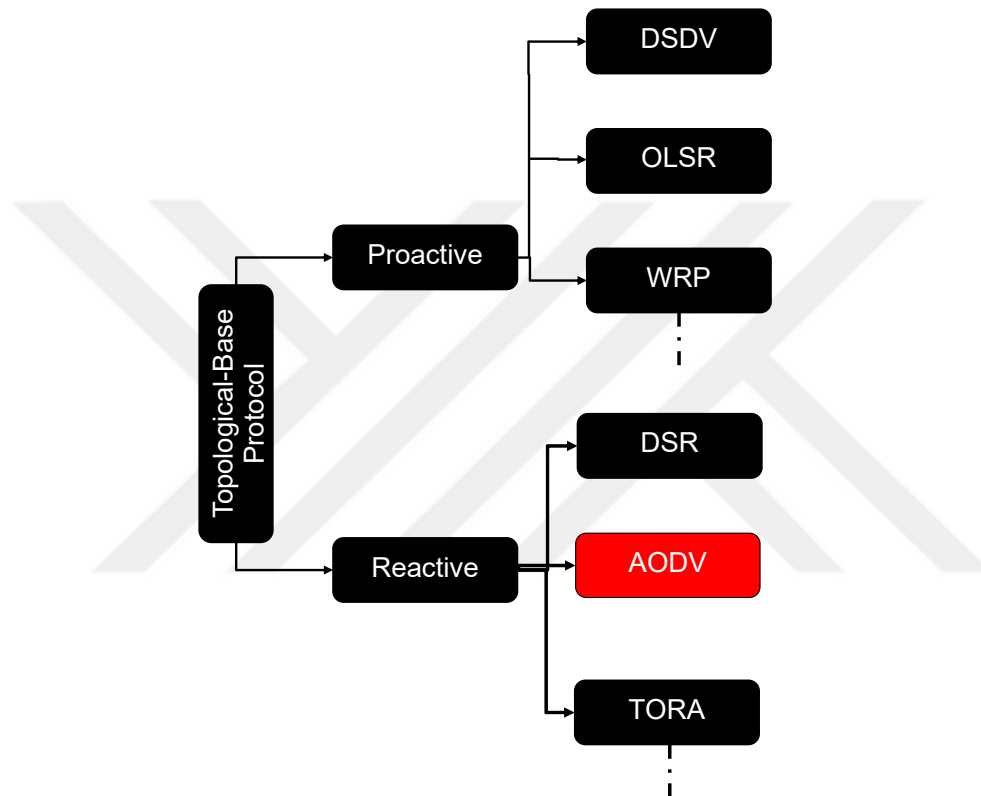 DSDV
OLSR
Proactive
WRP
Topological-Base
Protocol
DSR
Reactive
AODV
TORA